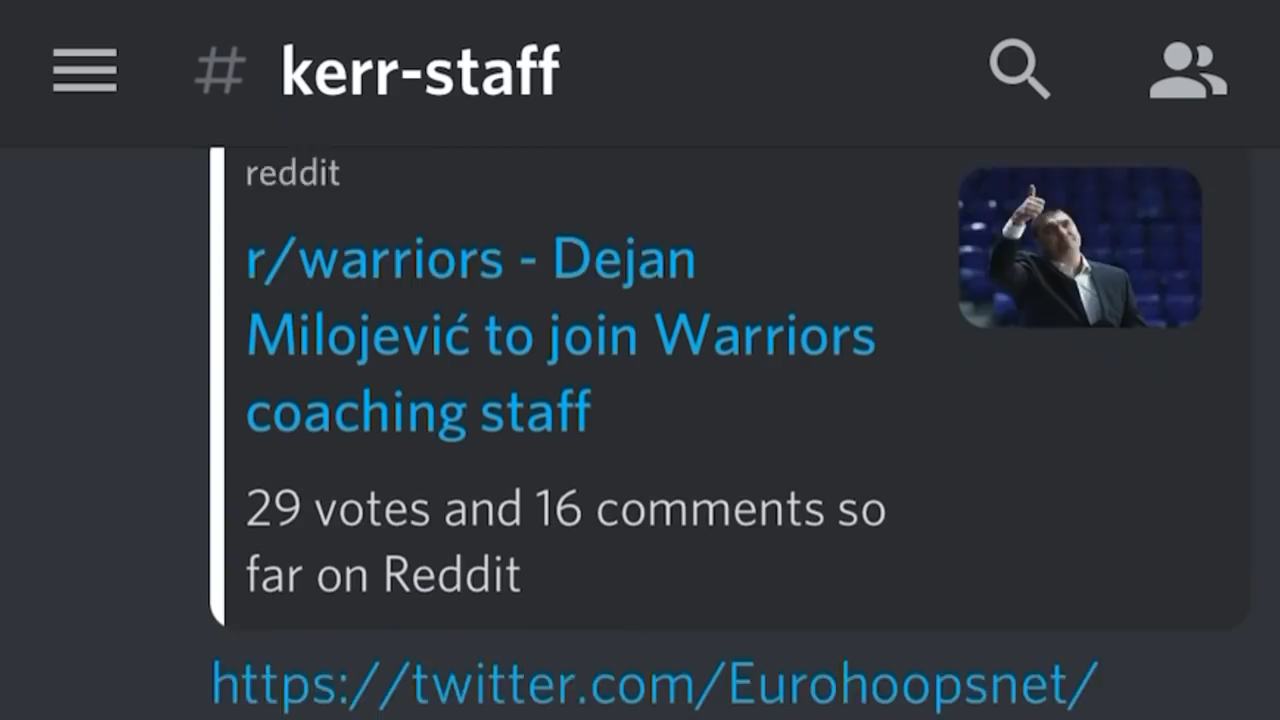 # kerr-staff
reddit
r/warriors - Dejan
Milojević to join Warriors
coaching staff
29 votes and 16 comments so
far on Reddit
https://twitter.com/Eurohoopsnet/